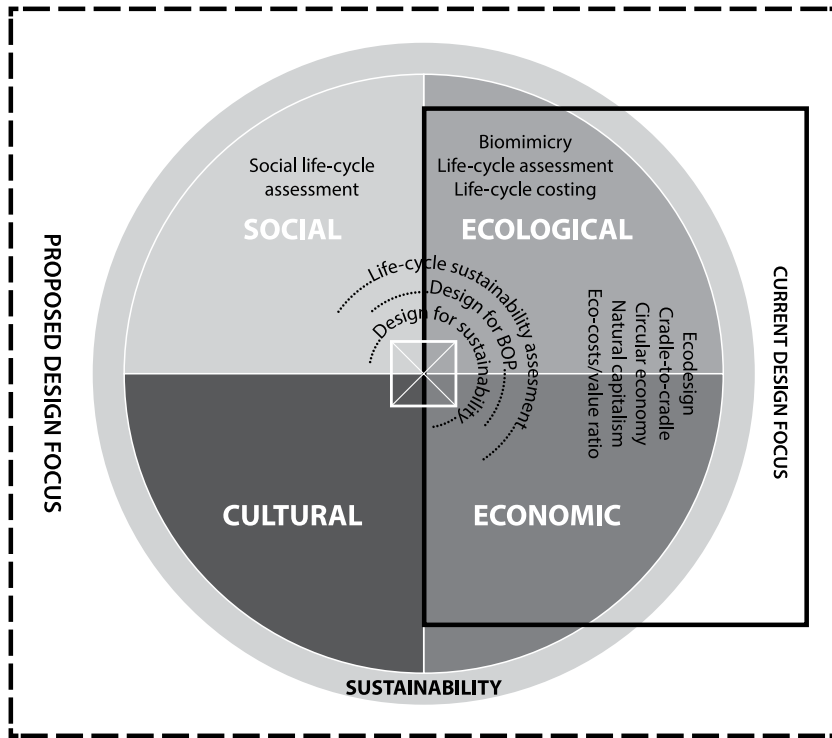 PROPOSED DESIGN FOCUS
Social life-cycle
assessment
SOCIAL
Biomimicry
Life-cycle assessment
Life-cycle costing
ECOLOGICAL
Life-cycle sustainability assesment
Design for BOP
Design for sustainability
Ecodesign
Cradle-to-cradle
Circular economy
Natural capitalism
Eco-costs/value ratio
CURRENT DESIGN FOCUS
CULTURAL
ECONOMIC
SUSTAINABILITY